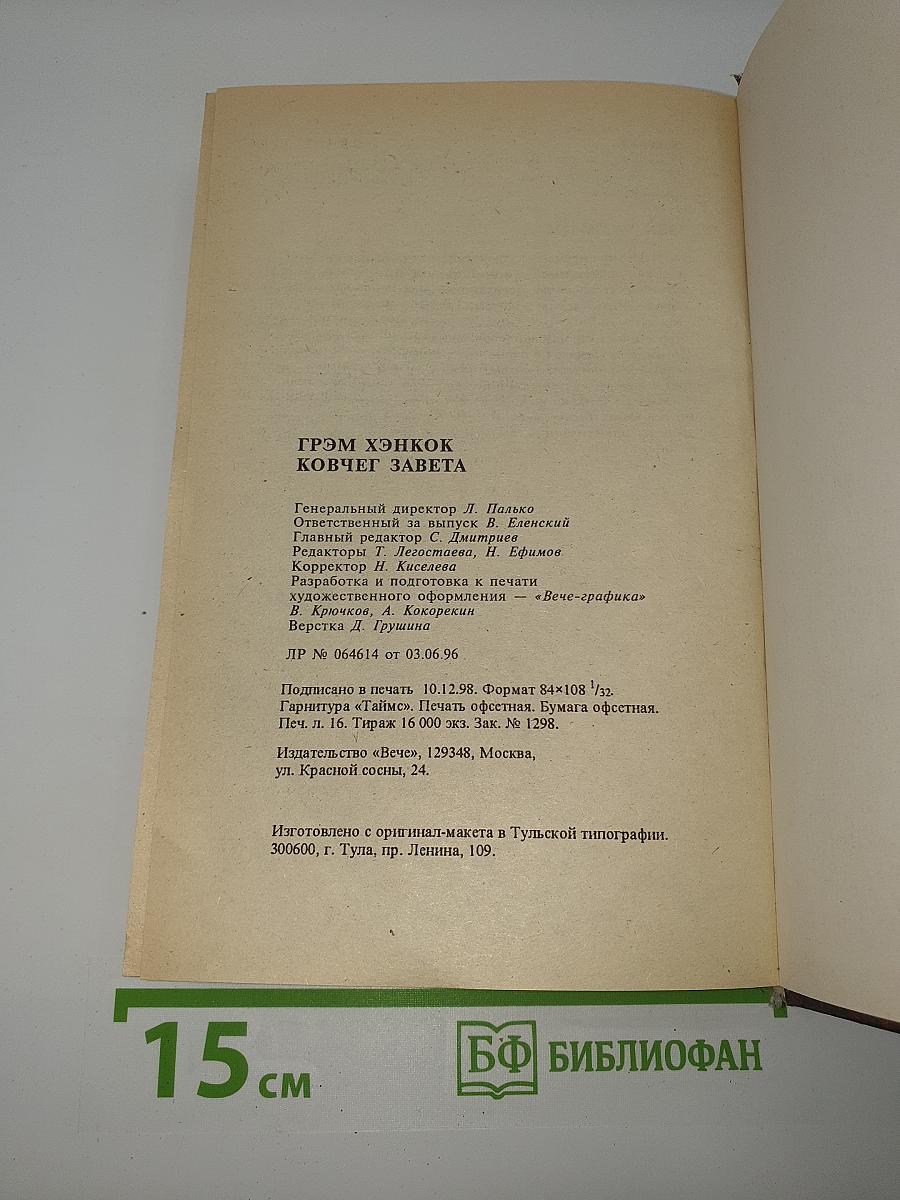 ГРЭМ ХЭНКОК
КОВЧЕГ ЗАВЕТА
Генеральный директор Л. Палько
Ответственный за выпуск В. Еленский
Главный редактор С. Дмитриев
Редакторы Т. Легостаева, Н. Ефимов
Корректор Н. Киселева
Разработка и подготовка к печати
художественного оформления — «Вече-графика»
В. Крючков, А. Кокорекин
Верстка Д. Грушина
ЛР № 064614 от 03.06.96
Подписано в печать 10.12.98. Формат 84×108 1/32.
Гарнитура «Таймс». Печать офсетная. Бумага офсетная.
Печ. л. 16. Тираж 16 000 экз. Зак. № 1298.
Издательство «Вече», 129348, Москва,
ул. Красной сосны, 24.
Изготовлено с оригинал-макета в Тульской типографии.
300600, г. Тула, пр. Ленина, 109.
15 см
БФ БИБЛИОФАН